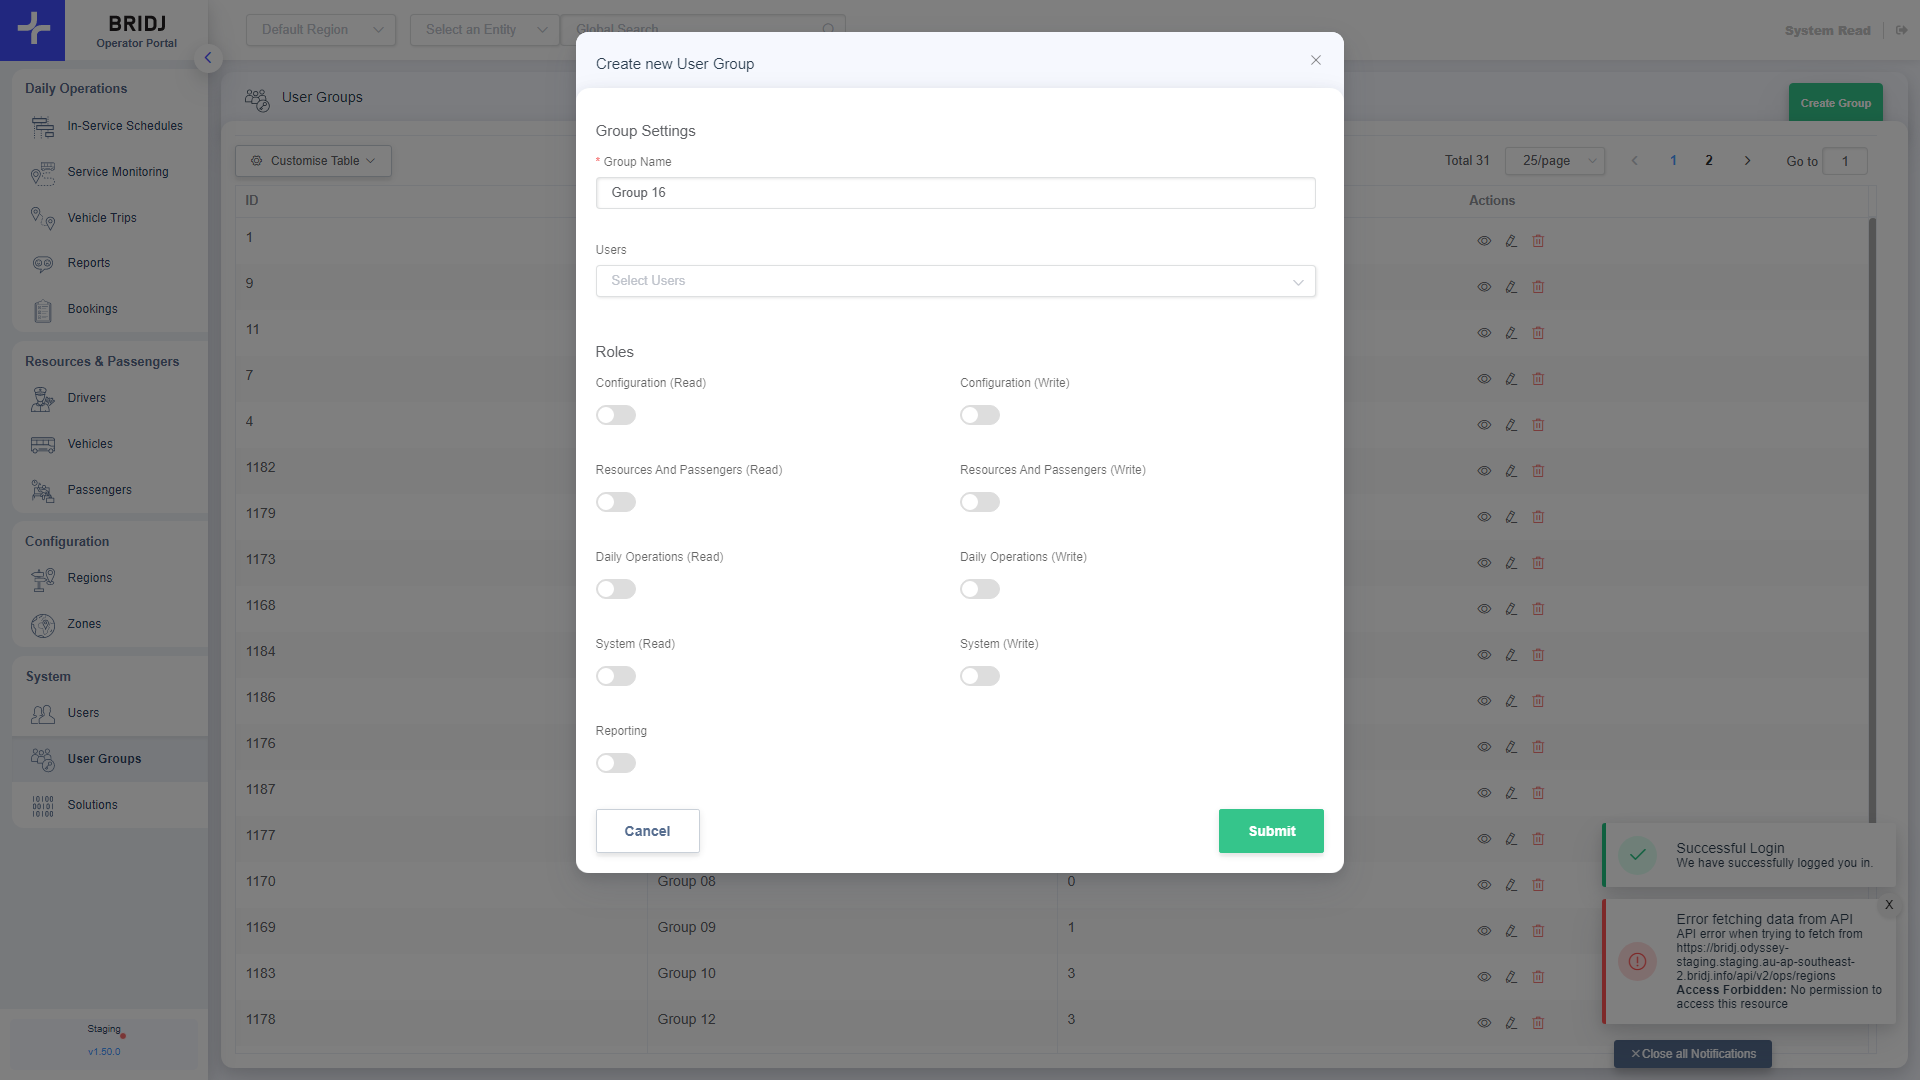 BRIDJ
Operator Portal
Default Region
Select an Entity
Global Search
System Read
Daily Operations
In-Service Schedules
Service Monitoring
Vehicle Trips
Reports
Bookings
Resources & Passengers
Drivers
Vehicles
Passengers
Configuration
Regions
Zones
System
Users
User Groups
Solutions
Staging
v1.50.0
User Groups
Create Group
Customise Table
Total 31
25/page
1
2
Go to
1
ID
Actions
1
9
11
7
4
1182
1179
1173
1168
1184
1186
1176
1187
1177
1170 Group 08 0
1169 Group 09 1
1183 Group 10 3
1178 Group 12 3
Create new User Group
Group Settings
* Group Name
Group 16
Users
Select Users
Roles
Configuration (Read)
Configuration (Write)
Resources And Passengers (Read)
Resources And Passengers (Write)
Daily Operations (Read)
Daily Operations (Write)
System (Read)
System (Write)
Reporting
Cancel
Submit
Successful Login
We have successfully logged you in.
X
Error fetching data from API
API error when trying to fetch from
https://bridj.odyssey-
staging.staging.au-ap-southeast-
2.bridj.info/api/v2/ops/regions
Access Forbidden: No permission to
access this resource
Close all Notifications